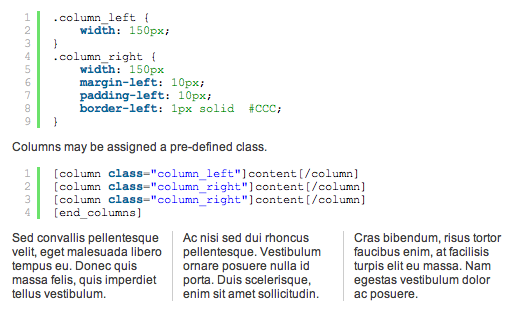 1 .column_left {
2     width: 150px;
3 }
4 .column_right {
5     width: 150px
6     margin-left: 10px;
7     padding-left: 10px;
8     border-left: 1px solid  #CCC;
9 }
Columns may be assigned a pre-defined class.
1 [column class="column_left"]content[/column]
2 [column class="column_right"]content[/column]
3 [column class="column_right"]content[/column]
4 [end_columns]
Sed convallis pellentesque
velit, eget malesuada libero
tempus eu. Donec quis
massa felis, quis imperdiet
tellus vestibulum.
Ac nisi sed dui rhoncus
pellentesque. Vestibulum
ornare posuere nulla id
porta. Duis scelerisque,
enim sit amet sollicitudin.
Cras bibendum, risus tortor
faucibus enim, at facilisis
turpis elit eu massa. Nam
egestas vestibulum dolor
ac posuere.